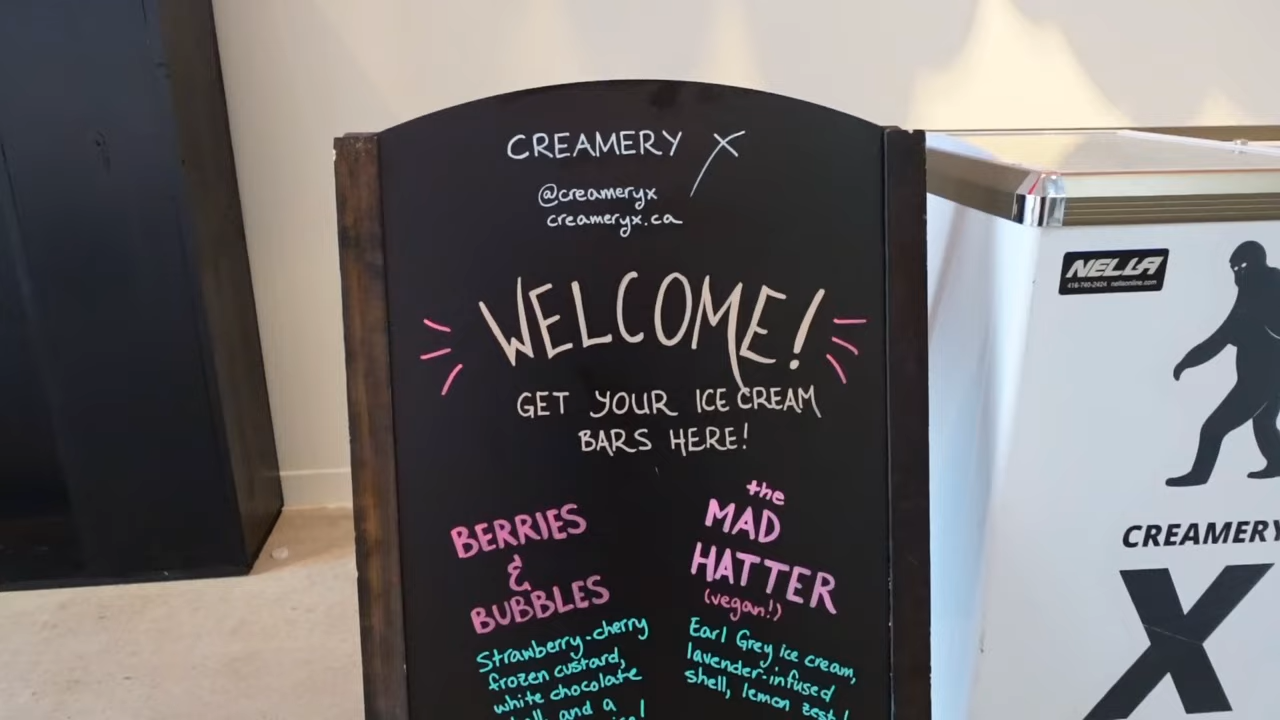 CREAMERY X
@creameryx
creameryx.ca
WELCOME!
GET YOUR ICE CREAM
BARS HERE!
BERRIES
&
BUBBLES
Strawberry-cherry
frozen custard,
white chocolate
and a
the
MAD
HATTER
(vegan!)
Earl Grey ice cream,
lavender-infused
shell, lemon zest!
NELLA
416-740-2424 nellaonline.com
CREAMERY
X